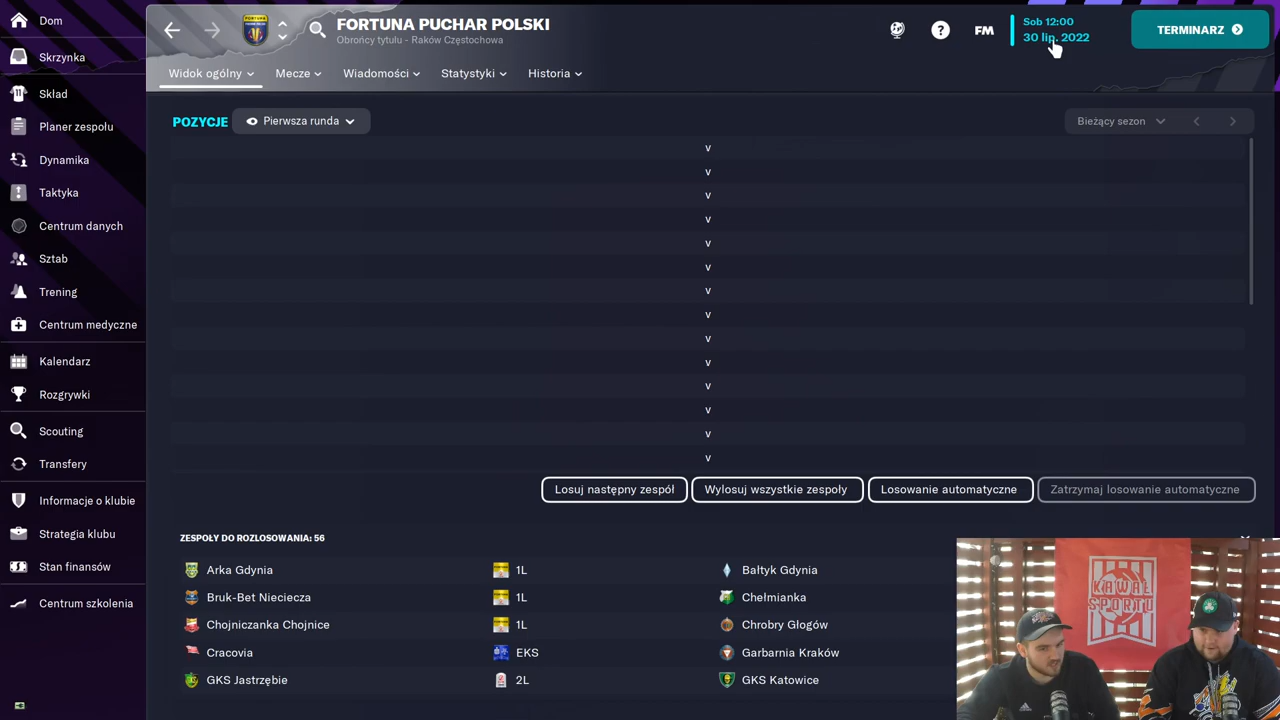 Dom
Skrzynka
Skład
Planer zespołu
Dynamika
Taktyka
Centrum danych
Sztab
Trening
Centrum medyczne
Kalendarz
Rozgrywki
Scouting
Transfery
Informacje o klubie
Strategia klubu
Stan finansów
Centrum szkolenia
FORTUNA PUCHAR POLSKI
Obrońcy tytułu - Raków Częstochowa
FM
Sob 12:00
30 lip. 2022
TERMINARZ
Widok ogólny
Mecze
Wiadomości
Statystyki
Historia
POZYCJE
Pierwsza runda
Bieżący sezon
v
v
v
v
v
v
v
v
v
v
v
v
v
v
Losuj następny zespół
Wylosuj wszystkie zespoły
Losowanie automatyczne
Zatrzymaj losowanie automatyczne
ZESPOŁY DO ROZLOSOWANIA: 56
Arka Gdynia 1L Bałtyk Gdynia
Bruk-Bet Nieciecza 1L Chełmianka
Chojniczanka Chojnice 1L Chrobry Głogów
Cracovia EKS Garbarnia Kraków
GKS Jastrzębie 2L GKS Katowice
KAWAŁ
SPORTU